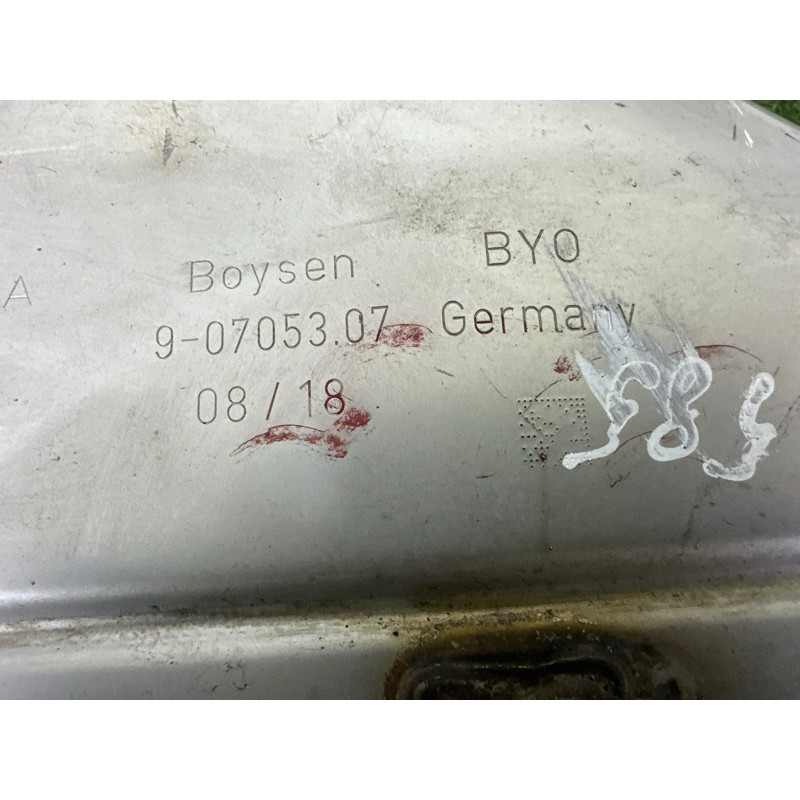 A
Boysen
9-07053.07
08/18
BYO
Germany